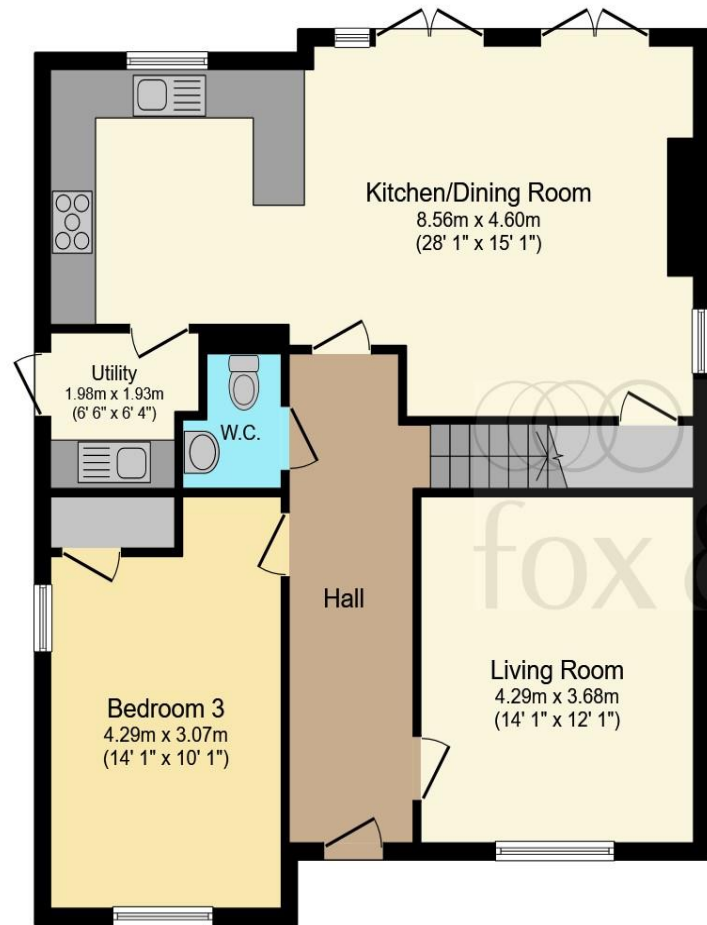 Kitchen/Dining Room
8.56m x 4.60m
(28' 1" x 15' 1")
Utility
1.98m x 1.93m
(6' 6" x 6' 4")
W.C.
Hall
Bedroom 3
4.29m x 3.07m
(14' 1" x 10' 1")
Living Room
4.29m x 3.68m
(14' 1" x 12' 1")
fox &